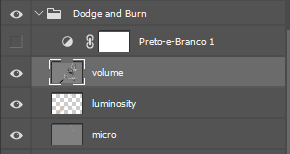 Dodge and Burn
Preto-e-Branco 1
volume
luminosity
micro